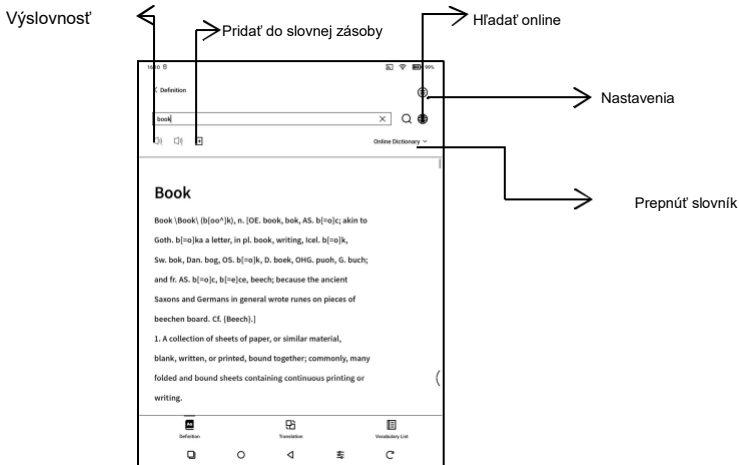 Výslovnosť
Pridať do slovnej zásoby
Hľadať online
Nastavenia
Prepnúť slovník
99%
Definition
book
Online Dictionary
Book
Book \Book\ (b[oo^]k), n. [OE. book, bok, AS. b[=o]c; akin to
Goth. b[=o]ka a letter, in pl. book, writing, Icel. b[=o]k,
Sw. bok, Dan. bog, OS. b[=o]k, D. boek, OHG. puoh, G. buch;
and fr. AS. b[=o]c, b[=e]ce, beech; because the ancient
Saxons and Germans in general wrote runes on pieces of
beechen board. Cf. {Beech}.]
1. A collection of sheets of paper, or similar material,
blank, written, or printed, bound together; commonly, many
folded and bound sheets containing continuous printing or
writing.
Definition
Translation
Vocabulary List